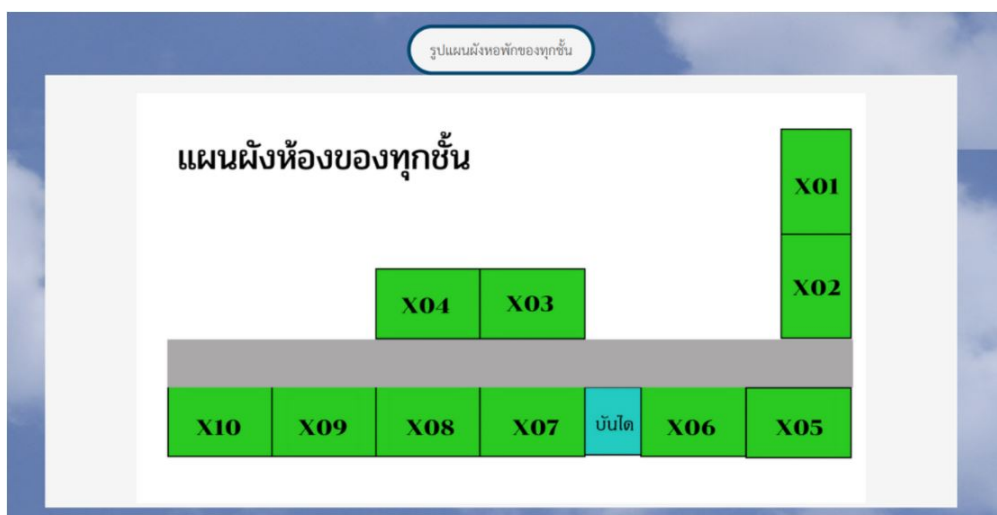 รูปแผนผังหอพักของทุกชั้น
แผนผังห้องของทุกชั้น
X01
X02
X04 X03
X10 X09 X08 X07 บันได X06 X05